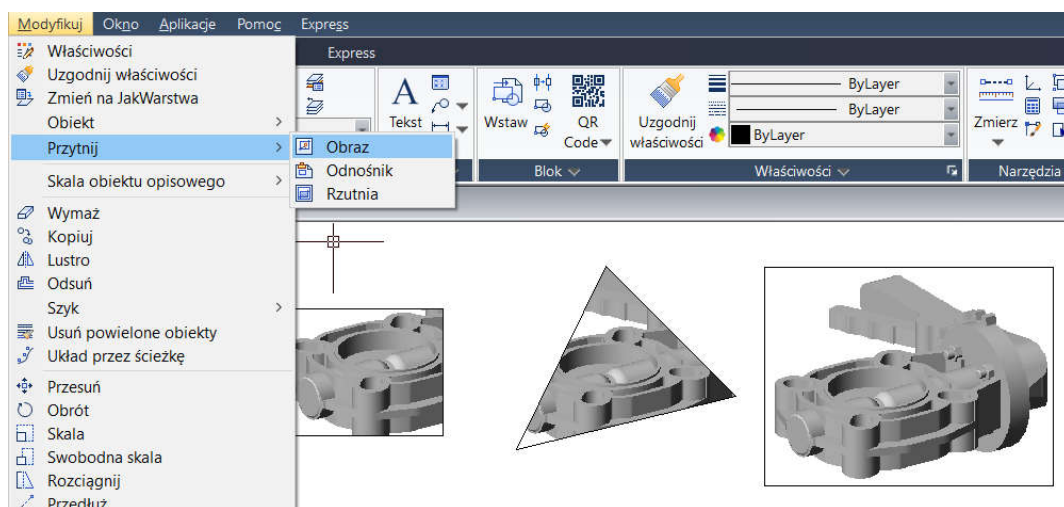 Modyfikuj Okno Aplikacje Pomoc Express
Właściwości
Uzgodnij właściwości
Zmień na JakWarstwa
Obiekt
Przytnij
Skala obiektu opisowego
Wymaż
Kopiuj
Lustro
Odsuń
Szyk
Usuń powielone obiekty
Układ przez ścieżkę
Przesuń
Obrót
Skala
Swobodna skala
Rozciągnij
Przedłuż
Obraz
Odnośnik
Rzutnia
Express
A
Tekst
Wstaw
QR
Code
Blok
Uzgodnij
właściwości
ByLayer
ByLayer
ByLayer
Właściwości
Zmierz
Narzędzia